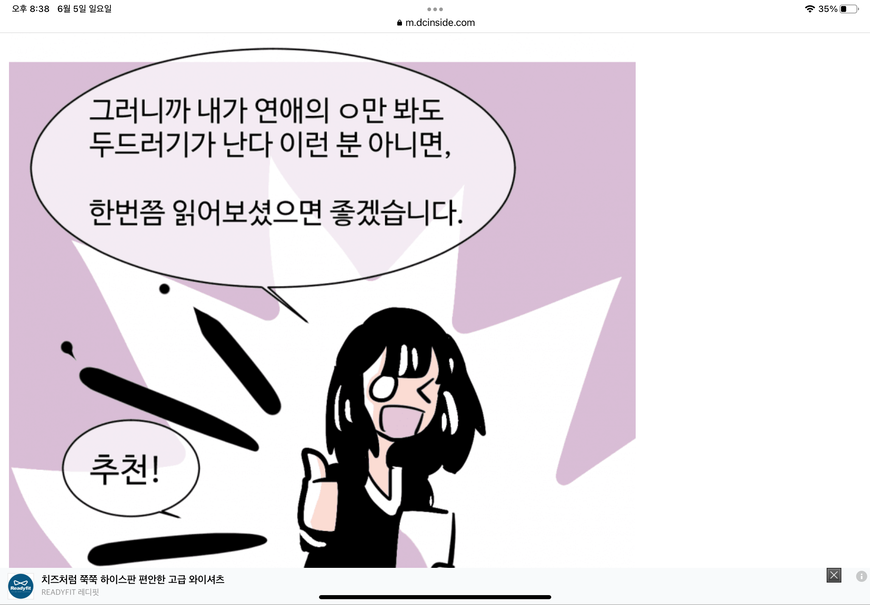 오후 8:38 6월 5일 일요일
35%
m.dcinside.com
그러니까 내가 연애의 ㅇ만 봐도
두드러기가 난다 이런 분 아니면,
한번쯤 읽어보셨으면 좋겠습니다.
추천!
치즈처럼 쭉쭉 하이스판 편안한 고급 와이셔츠
Readyfit
READYFIT 레디핏